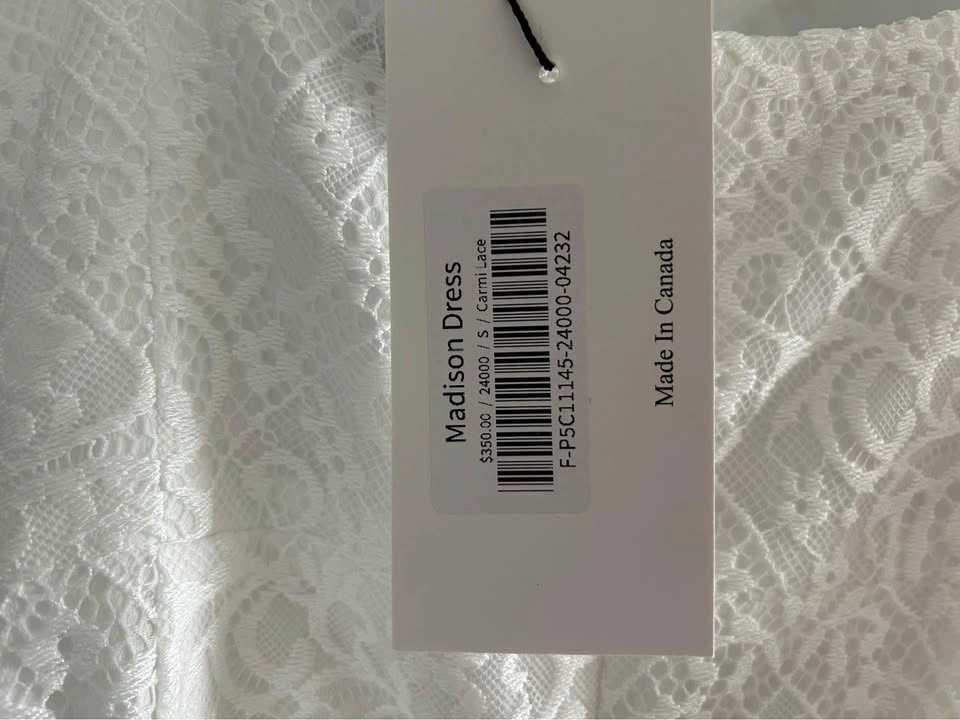 Madison Dress
$350.00 / 24000 / S / Carmi Lace
F-P5C11145-24000-04232
Made In Canada